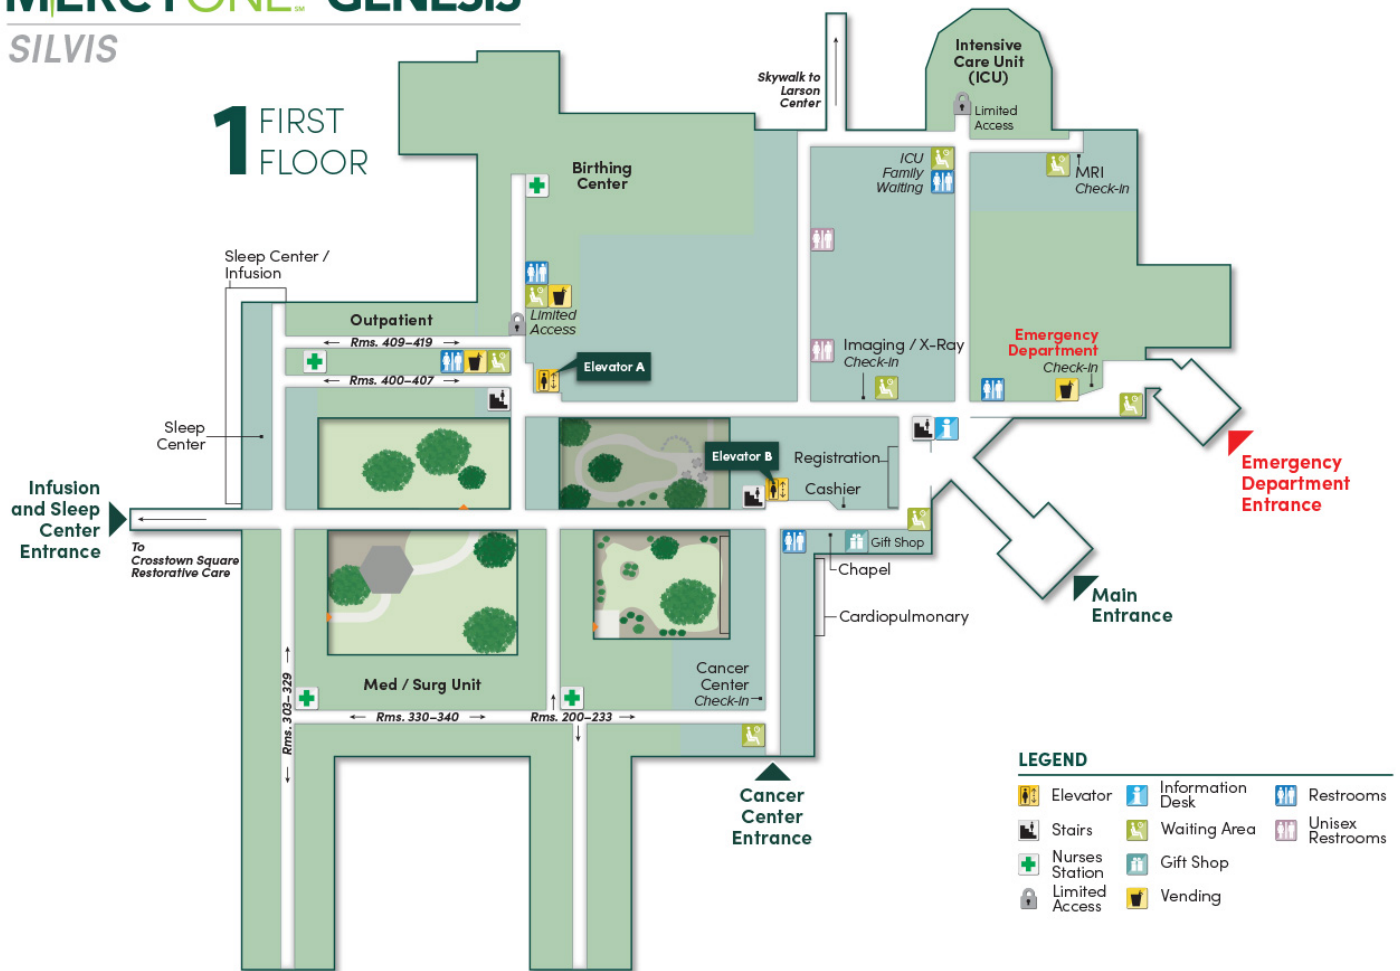 MERCYONE℠ GENESIS
SILVIS
1 FIRST
FLOOR
Skywalk to
Larson
Center
Intensive
Care Unit
(ICU)
Limited
Access
ICU
Family
Waiting
MRI
Check-In
Birthing
Center
Sleep Center /
Infusion
Limited
Access
Outpatient
Rms. 409–419
Rms. 400–407
Elevator A
Imaging / X-Ray
Check-in
Emergency
Department
Check-in
Sleep
Center
Elevator B
Registration
Cashier
Emergency
Department
Entrance
Infusion
and Sleep
Center
Entrance
To
Crosstown Square
Restorative Care
Gift Shop
Chapel
Cardiopulmonary
Main
Entrance
Med / Surg Unit
Rms. 303–329
Rms. 330–340
Rms. 200–233
Cancer
Center
Check-in
Cancer
Center
Entrance
LEGEND
Elevator
Information
Desk
Restrooms
Stairs
Waiting Area
Unisex
Restrooms
Nurses
Station
Gift Shop
Limited
Access
Vending